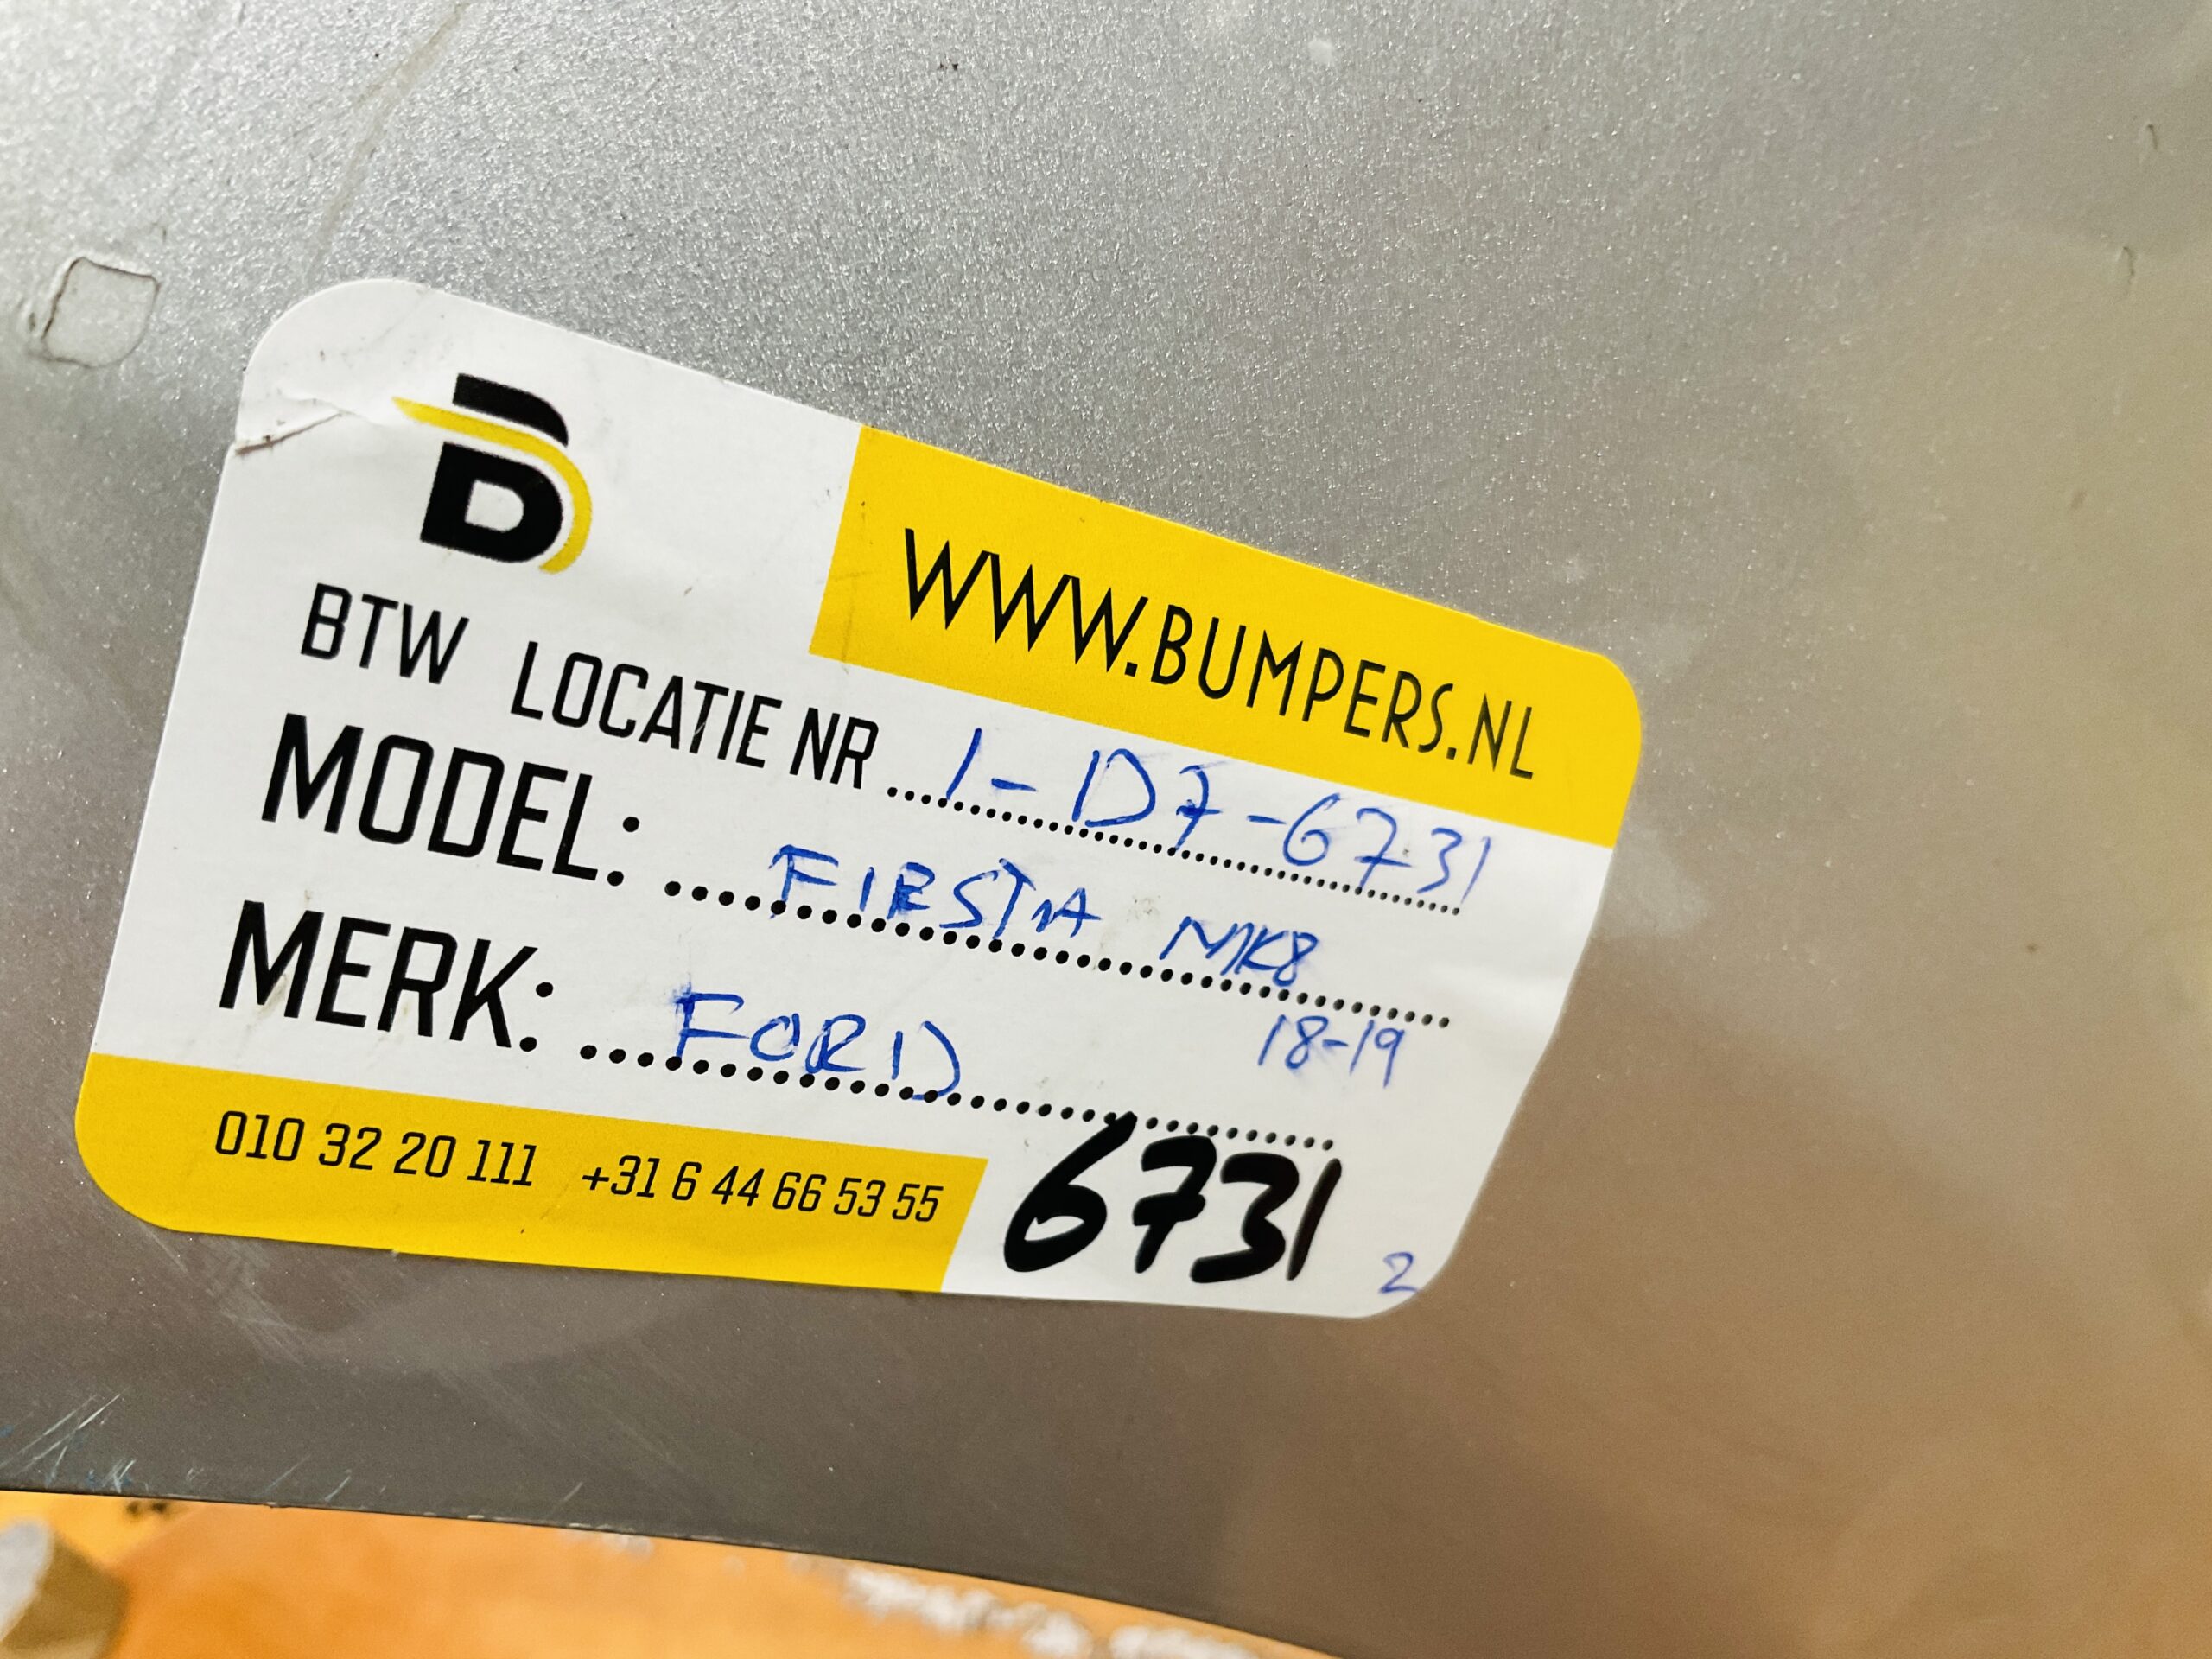 B
WWW.BUMPERS.NL
BTW LOCATIE NR ..... 1-D7-6731
MODEL: ..... FIESTA MK8
18-19
MERK: ..... FORD
010 32 20 111 +31 6 44 66 53 55
6731
2